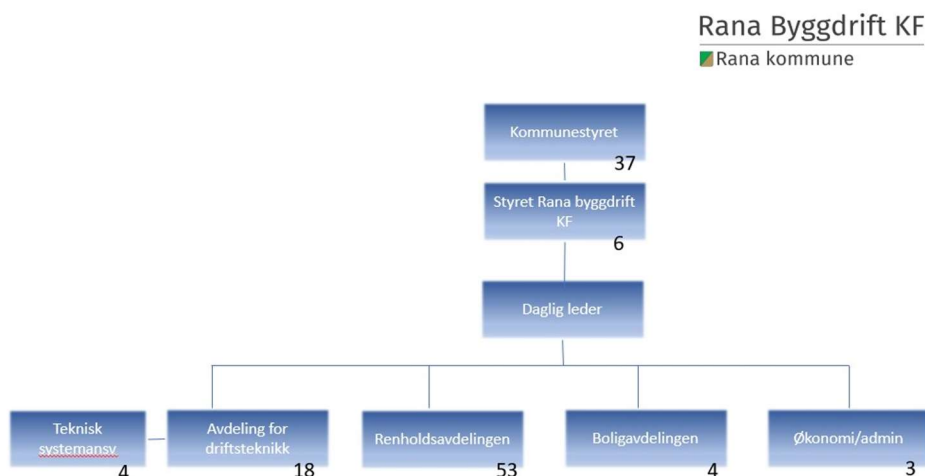 Rana Byggdrift KF
Rana kommune
Kommunestyret
37
Styret Rana byggdrift
KF
6
Daglig leder
Teknisk
systemansv
4
Avdeling for
driftsteknikk
18
Renholdsavdelingen
53
Boligavdelingen
4
Økonomi/admin
3